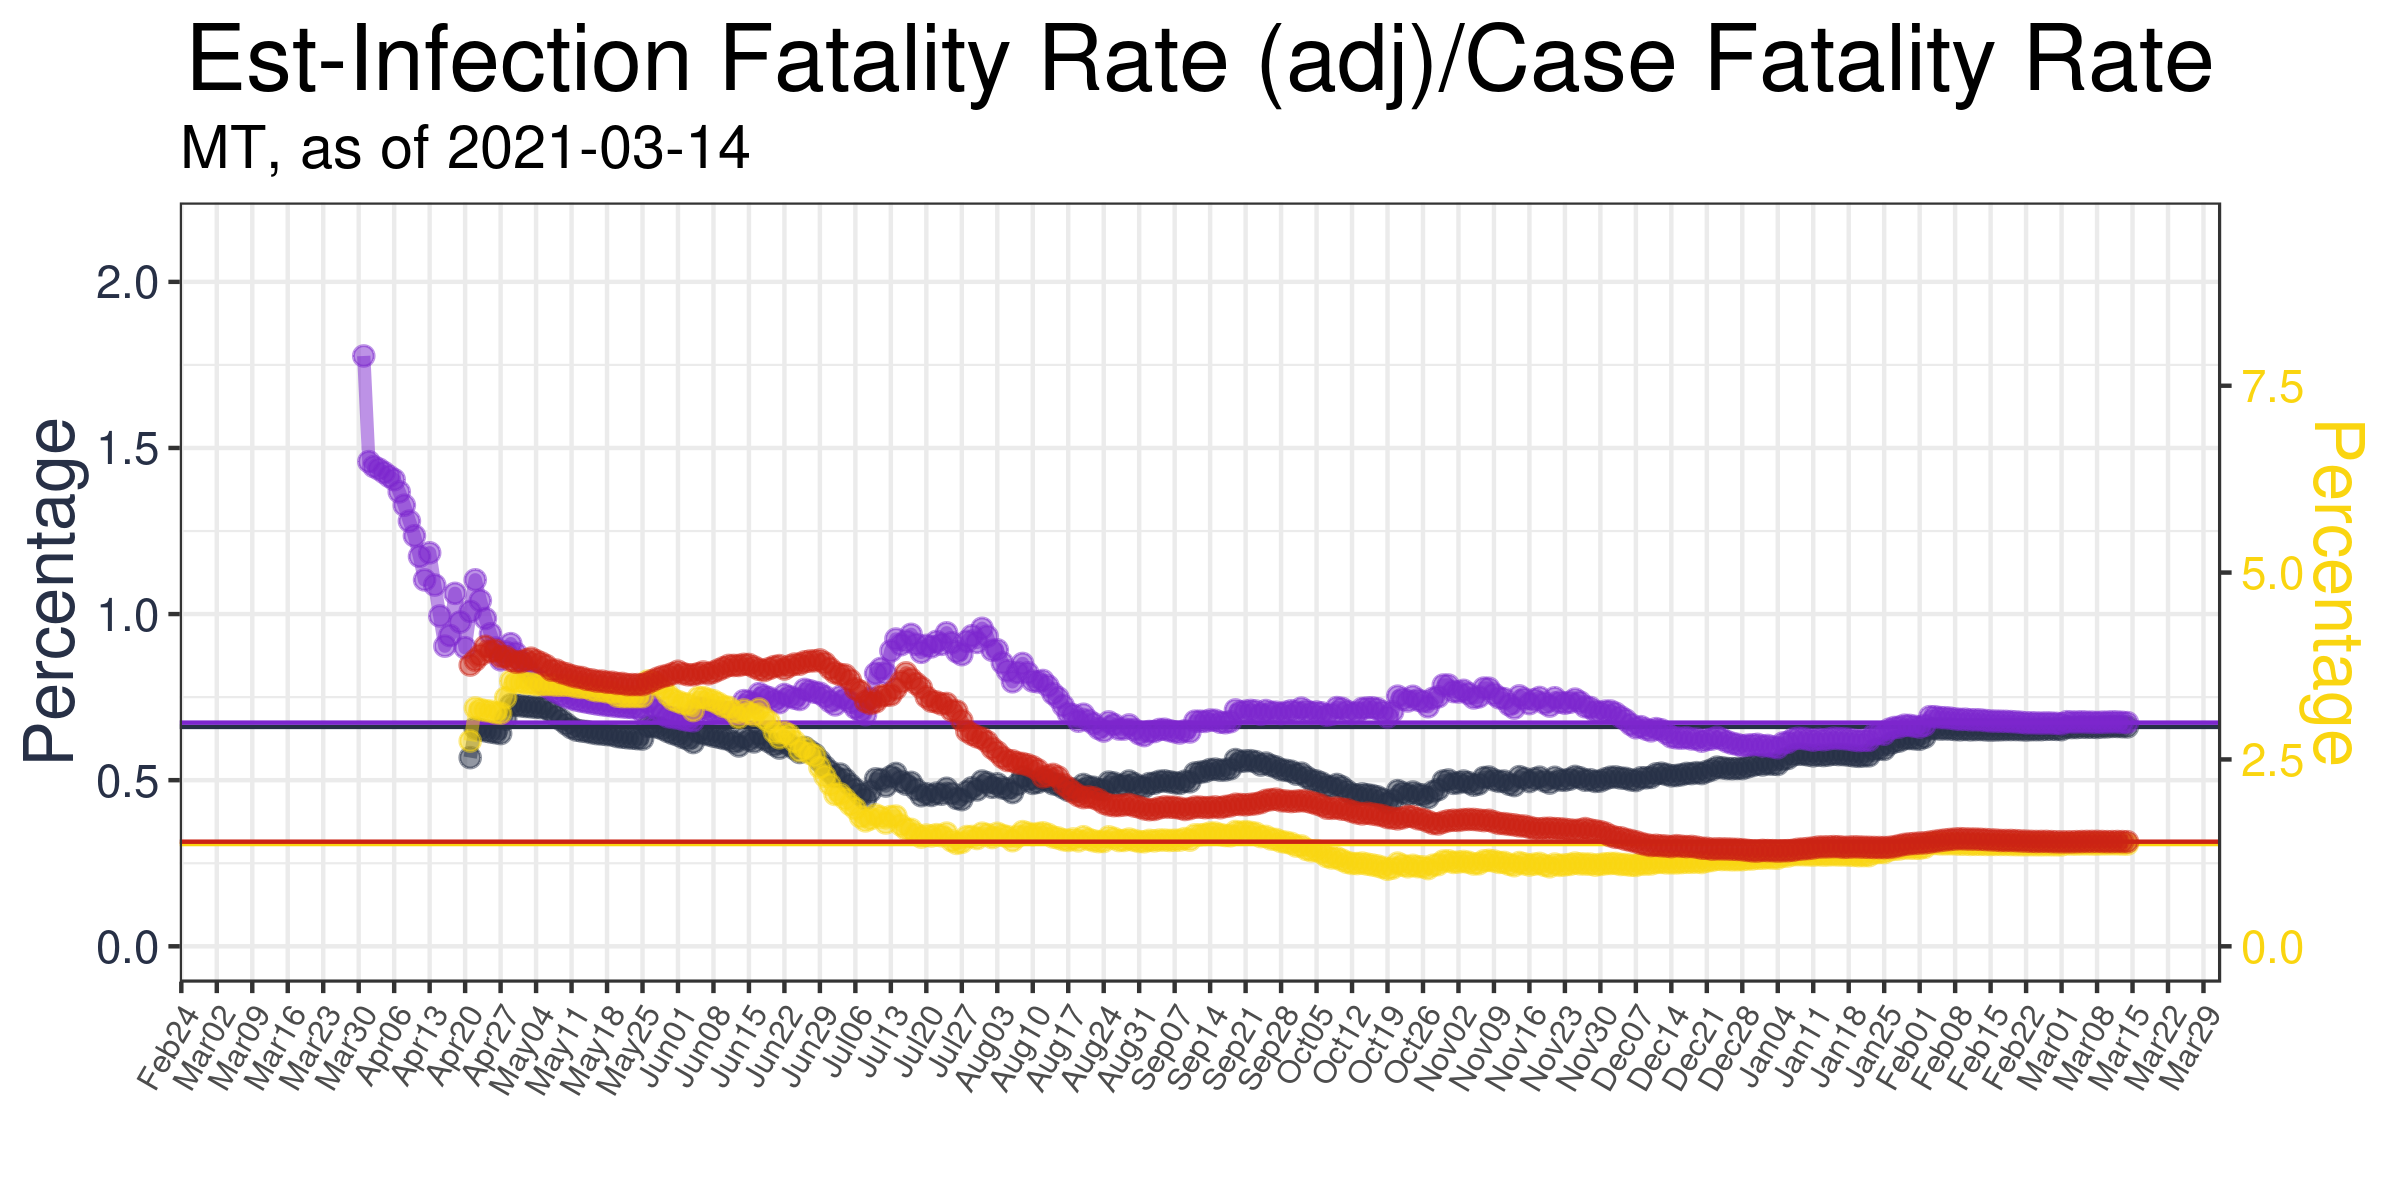 Est-Infection Fatality Rate (adj)/Case Fatality Rate
MT, as of 2021-03-14
Percentage
2.0
1.5
1.0
0.5
0.0
7.5
5.0
2.5
0.0
Percentage
Feb24
Mar02
Mar09
Mar16
Mar23
Mar30
Apr06
Apr13
Apr20
Apr27
May04
May11
May18
May25
Jun01
Jun08
Jun15
Jun22
Jun29
Jul06
Jul13
Jul20
Jul27
Aug03
Aug10
Aug17
Aug24
Aug31
Sep07
Sep14
Sep21
Sep28
Oct05
Oct12
Oct19
Oct26
Nov02
Nov09
Nov16
Nov23
Nov30
Dec07
Dec14
Dec21
Dec28
Jan04
Jan11
Jan18
Jan25
Feb01
Feb08
Feb15
Feb22
Mar01
Mar08
Mar15
Mar22
Mar29